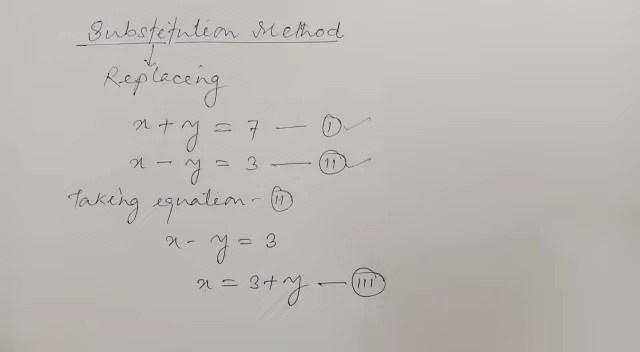 Substitution Method
Replacing
x + y = 7 — (I)
x - y = 3 — (II)
Taking equation - (II)
x - y = 3
x = 3 + y — (III)